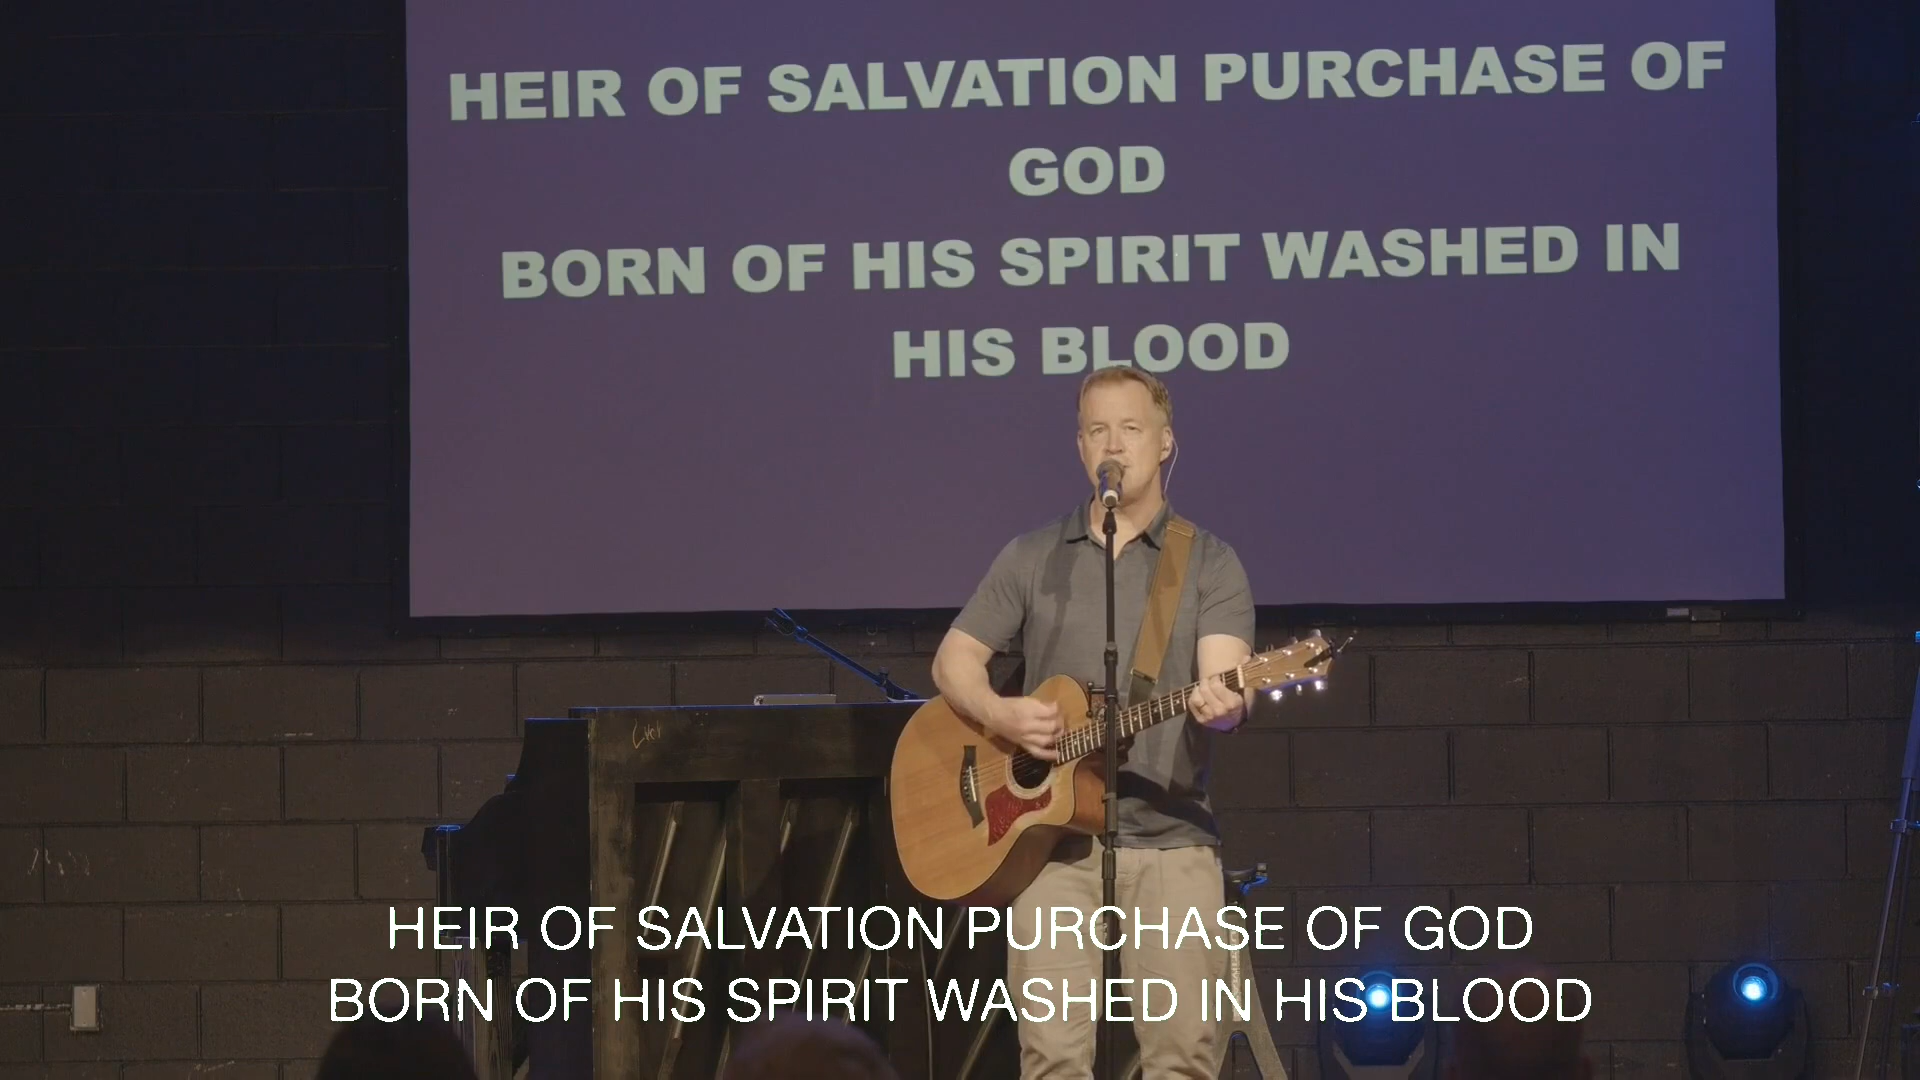 HEIR OF SALVATION PURCHASE OF
GOD
BORN OF HIS SPIRIT WASHED IN
HIS BLOOD
HEIR OF SALVATION PURCHASE OF GOD
BORN OF HIS SPIRIT WASHED IN HIS BLOOD